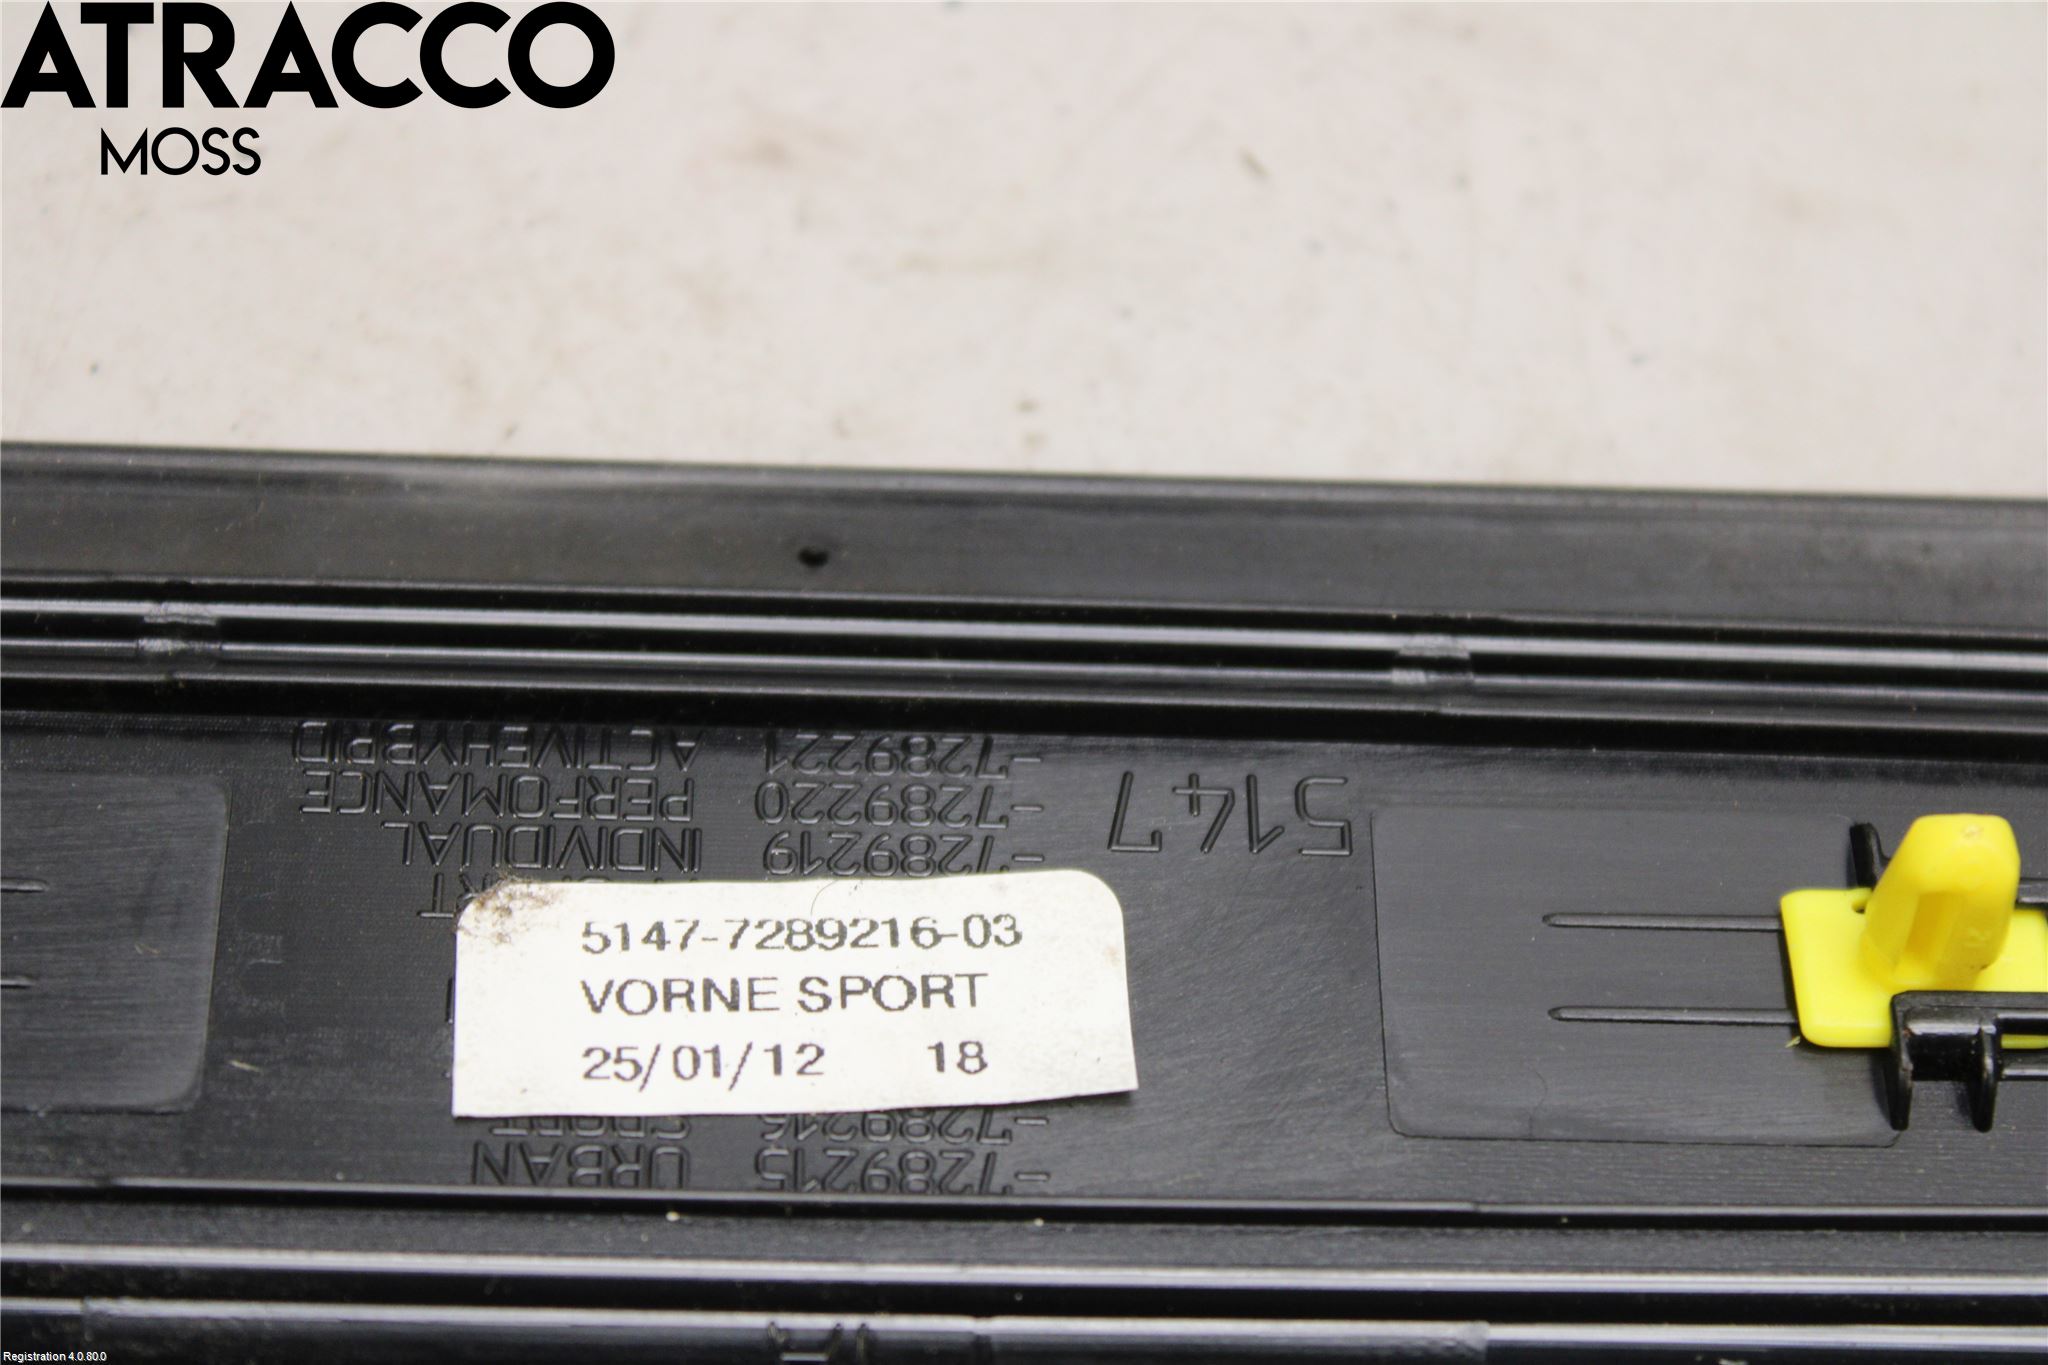 ATRACCO
MOSS
-7289221 ACTIVEHYBRID
-7289220 PERFOMANCE
-7289219 INDIVIDUAL
5147
5147-7289216-03
VORNE SPORT
25/01/12 18
-7289216 SPORT
-7289215 URBAN
Registration 4.0.80.0